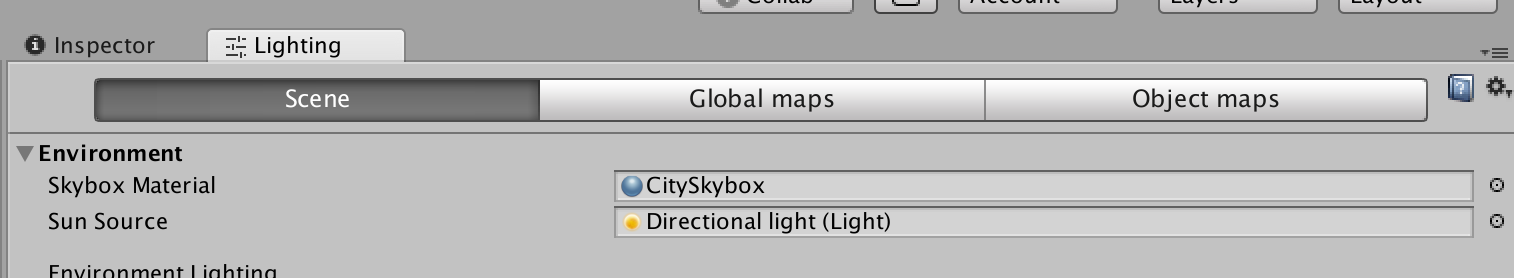 Collab
Account
Layers
Layout
Inspector
Lighting
Scene
Global maps
Object maps
Environment
Skybox Material
CitySkybox
Sun Source
Directional light (Light)
Environment Lighting